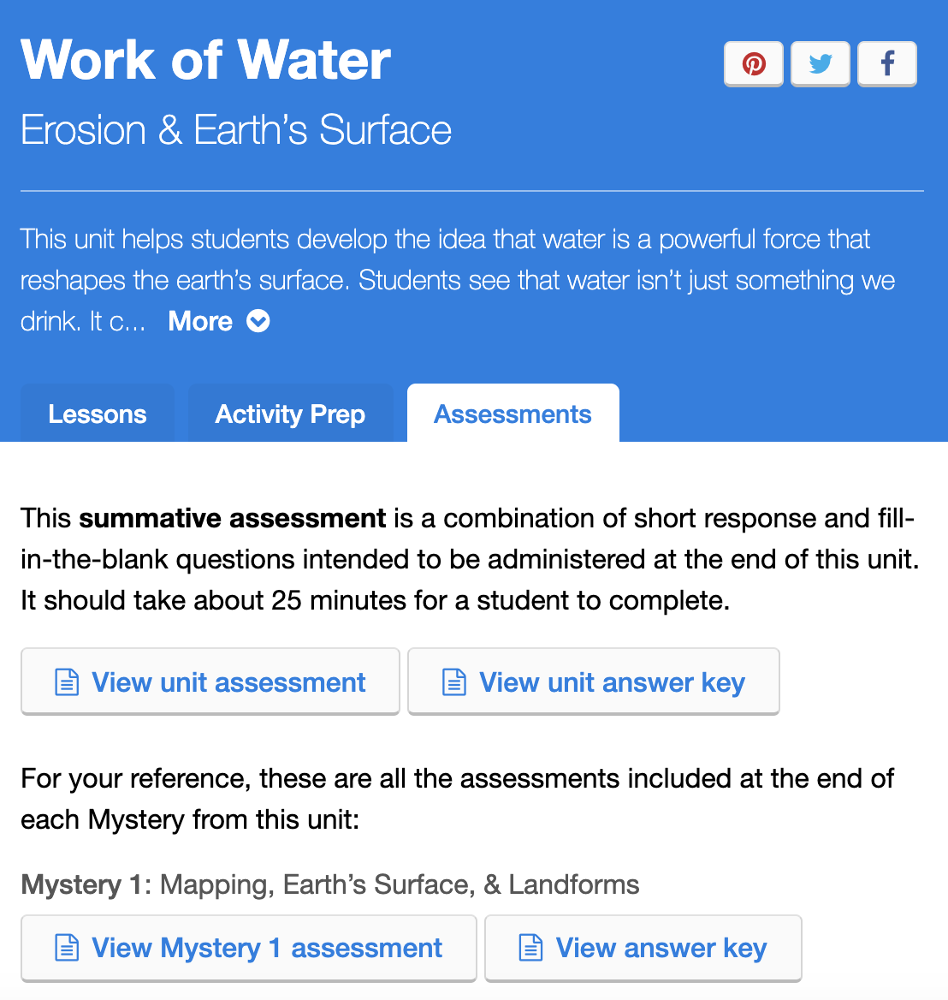 Work of Water
Erosion & Earth’s Surface
This unit helps students develop the idea that water is a powerful force that
reshapes the earth’s surface. Students see that water isn’t just something we
drink. It c... More
Lessons
Activity Prep
Assessments
This summative assessment is a combination of short response and fill-
in-the-blank questions intended to be administered at the end of this unit.
It should take about 25 minutes for a student to complete.
View unit assessment
View unit answer key
For your reference, these are all the assessments included at the end of
each Mystery from this unit:
Mystery 1: Mapping, Earth’s Surface, & Landforms
View Mystery 1 assessment
View answer key